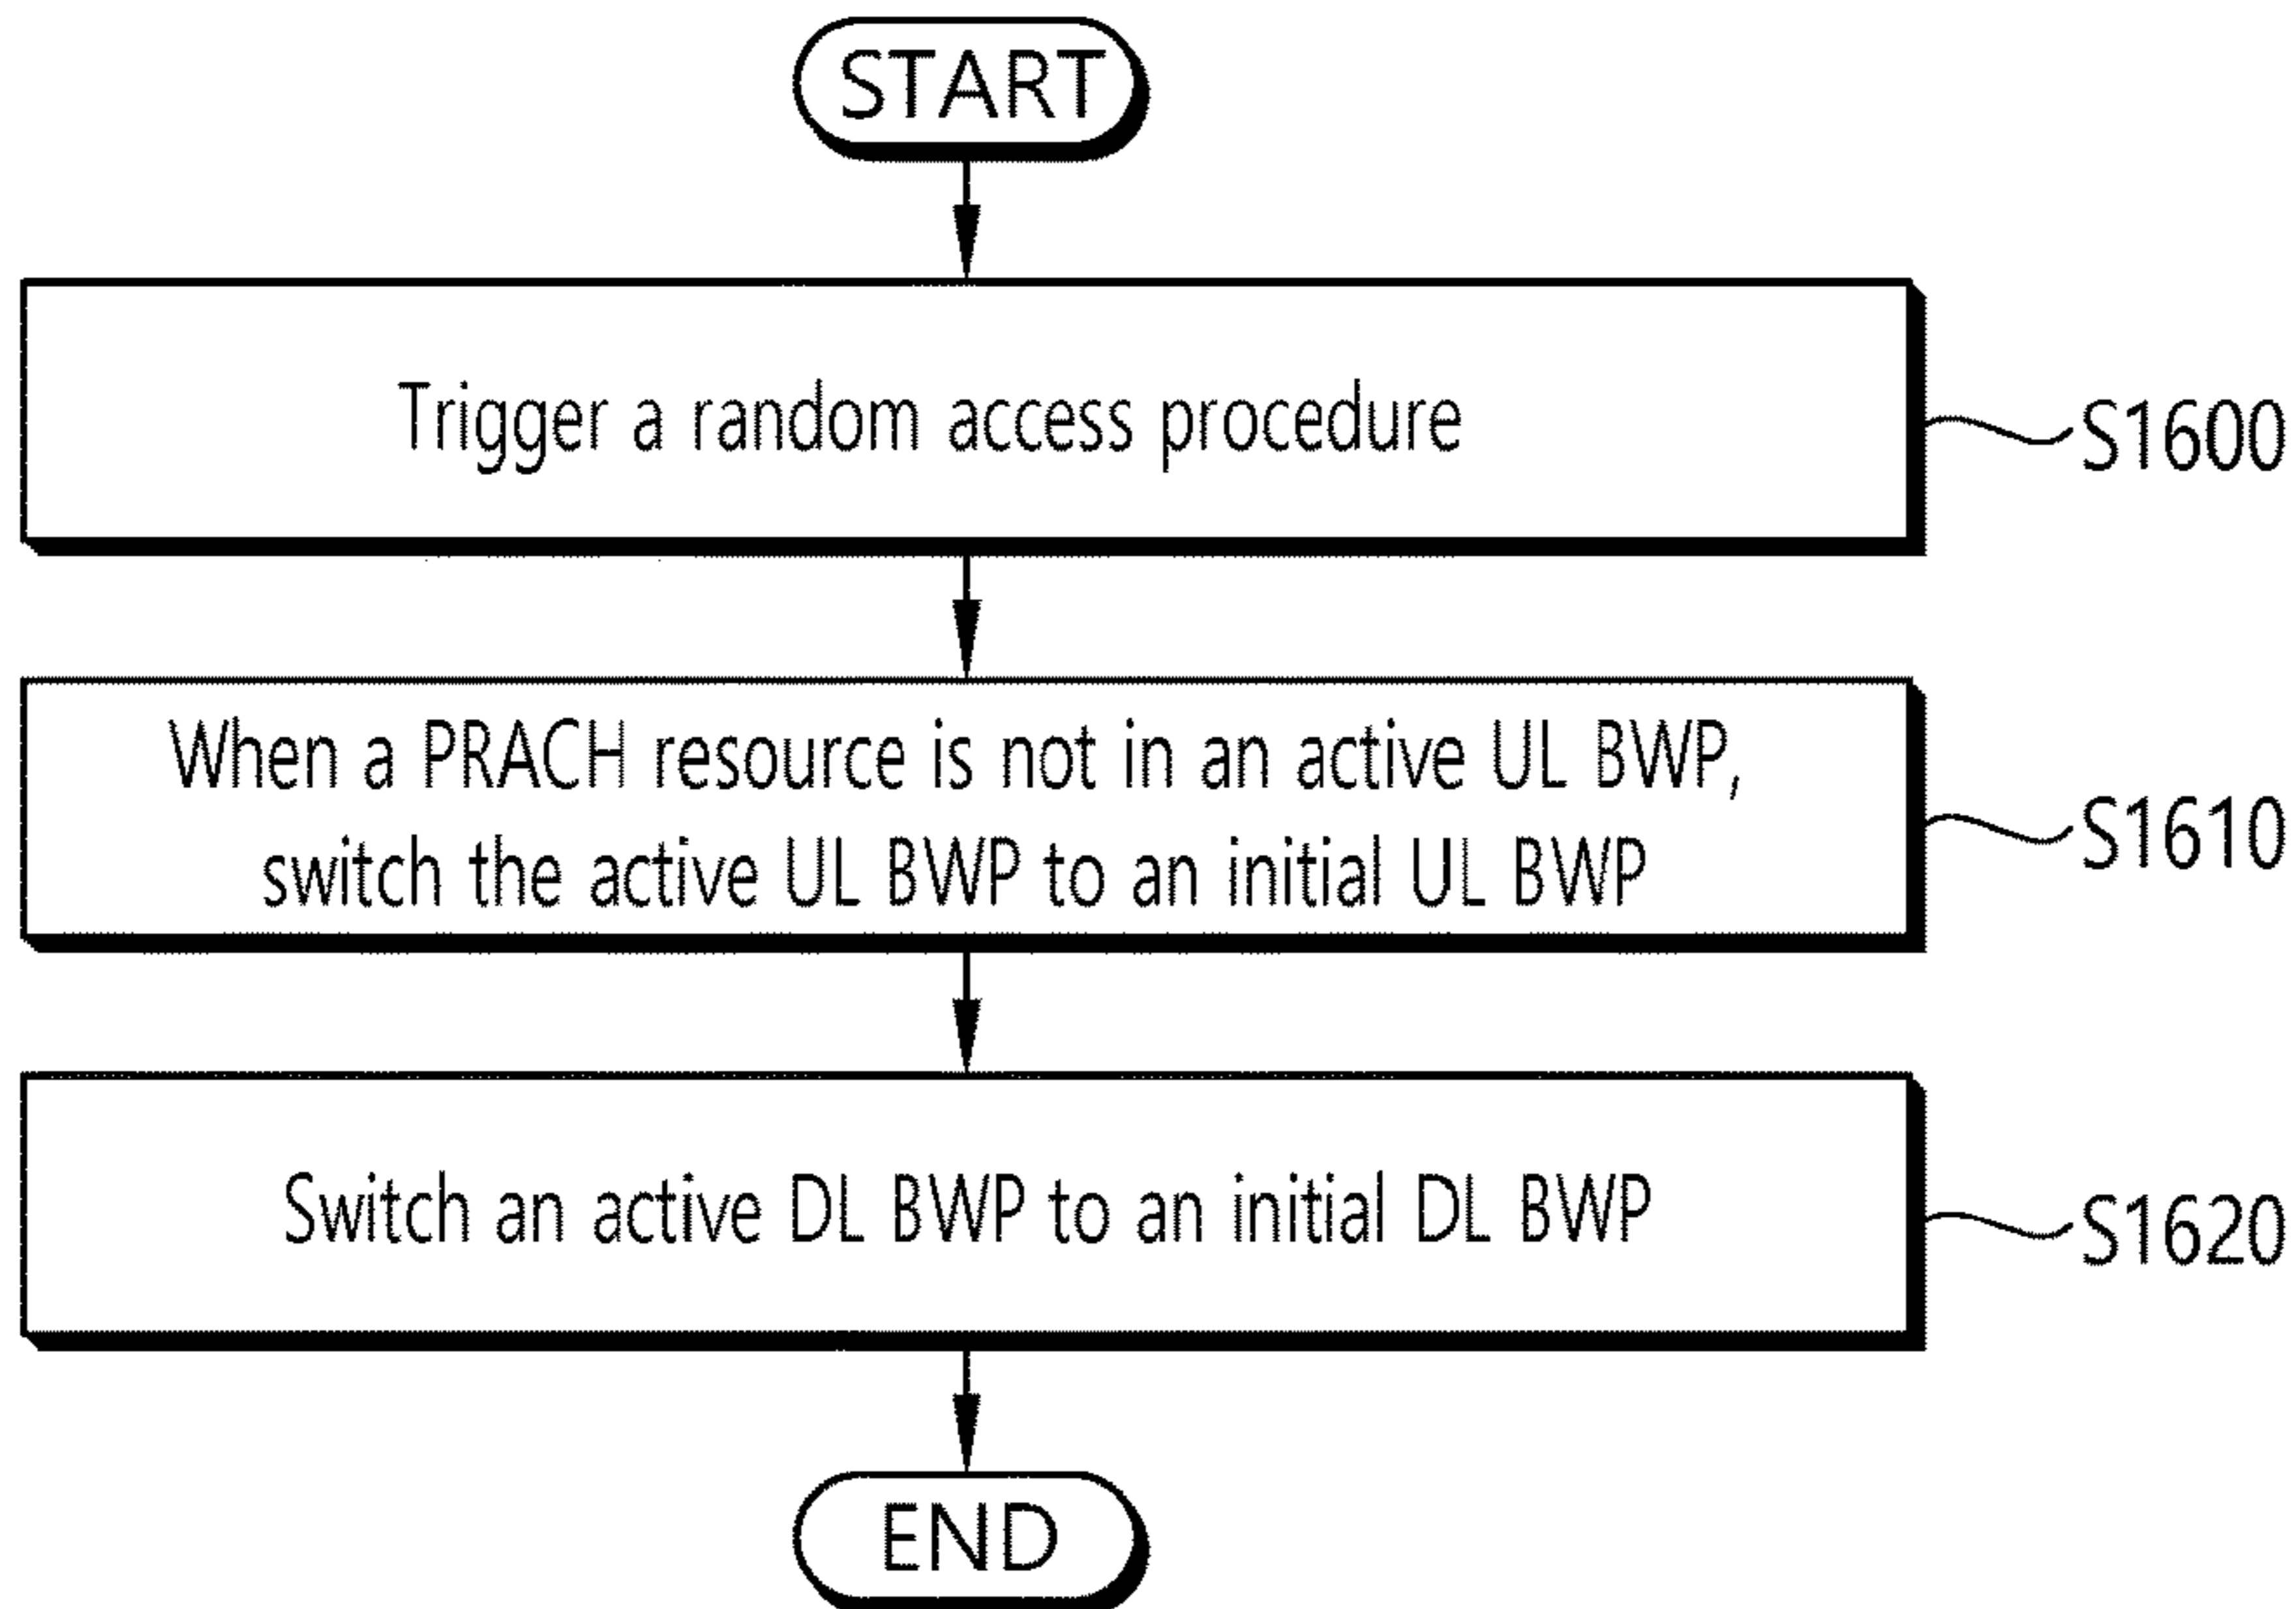 START
Trigger a random access procedure
S1600
When a PRACH resource is not in an active UL BWP,
switch the active UL BWP to an initial UL BWP
S1610
Switch an active DL BWP to an initial DL BWP
S1620
END